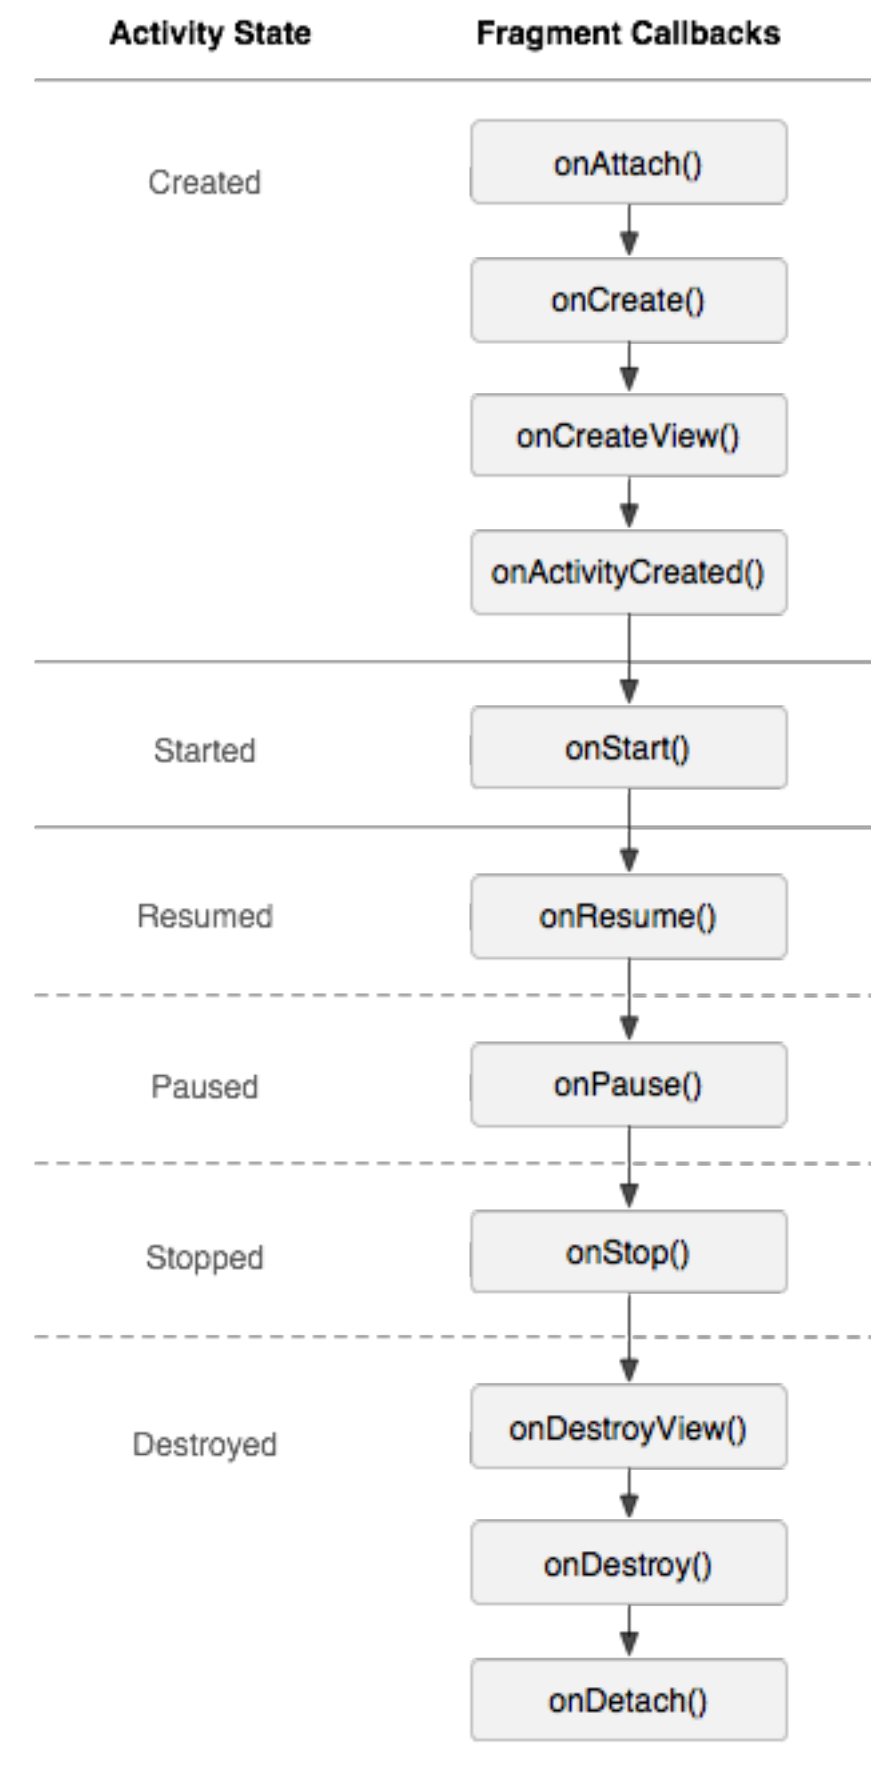 Activity State Fragment Callbacks
Created onAttach()
onCreate()
onCreateView()
onActivityCreated()
Started onStart()
Resumed onResume()
Paused onPause()
Stopped onStop()
Destroyed onDestroyView()
onDestroy()
onDetach()